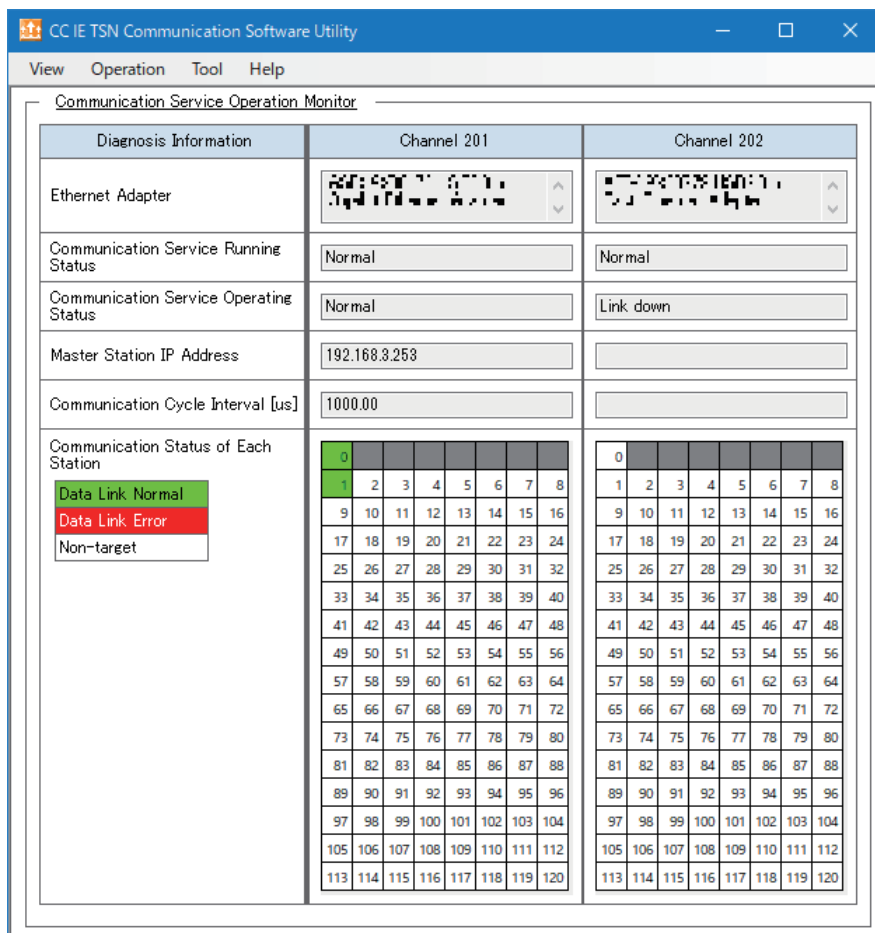 CC IE TSN Communication Software Utility
View Operation Tool Help
Communication Service Operation Monitor
Diagnosis Information Channel 201 Channel 202
Ethernet Adapter
Communication Service Running
Status
Normal Normal
Communication Service Operating
Status
Normal Link down
Master Station IP Address 192.168.3.253
Communication Cycle Interval [us] 1000.00
Communication Status of Each
Station
Data Link Normal
Data Link Error
Non-target
0 0
1 2 3 4 5 6 7 8 1 2 3 4 5 6 7 8
9 10 11 12 13 14 15 16 9 10 11 12 13 14 15 16
17 18 19 20 21 22 23 24 17 18 19 20 21 22 23 24
25 26 27 28 29 30 31 32 25 26 27 28 29 30 31 32
33 34 35 36 37 38 39 40 33 34 35 36 37 38 39 40
41 42 43 44 45 46 47 48 41 42 43 44 45 46 47 48
49 50 51 52 53 54 55 56 49 50 51 52 53 54 55 56
57 58 59 60 61 62 63 64 57 58 59 60 61 62 63 64
65 66 67 68 69 70 71 72 65 66 67 68 69 70 71 72
73 74 75 76 77 78 79 80 73 74 75 76 77 78 79 80
81 82 83 84 85 86 87 88 81 82 83 84 85 86 87 88
89 90 91 92 93 94 95 96 89 90 91 92 93 94 95 96
97 98 99 100 101 102 103 104 97 98 99 100 101 102 103 104
105 106 107 108 109 110 111 112 105 106 107 108 109 110 111 112
113 114 115 116 117 118 119 120 113 114 115 116 117 118 119 120